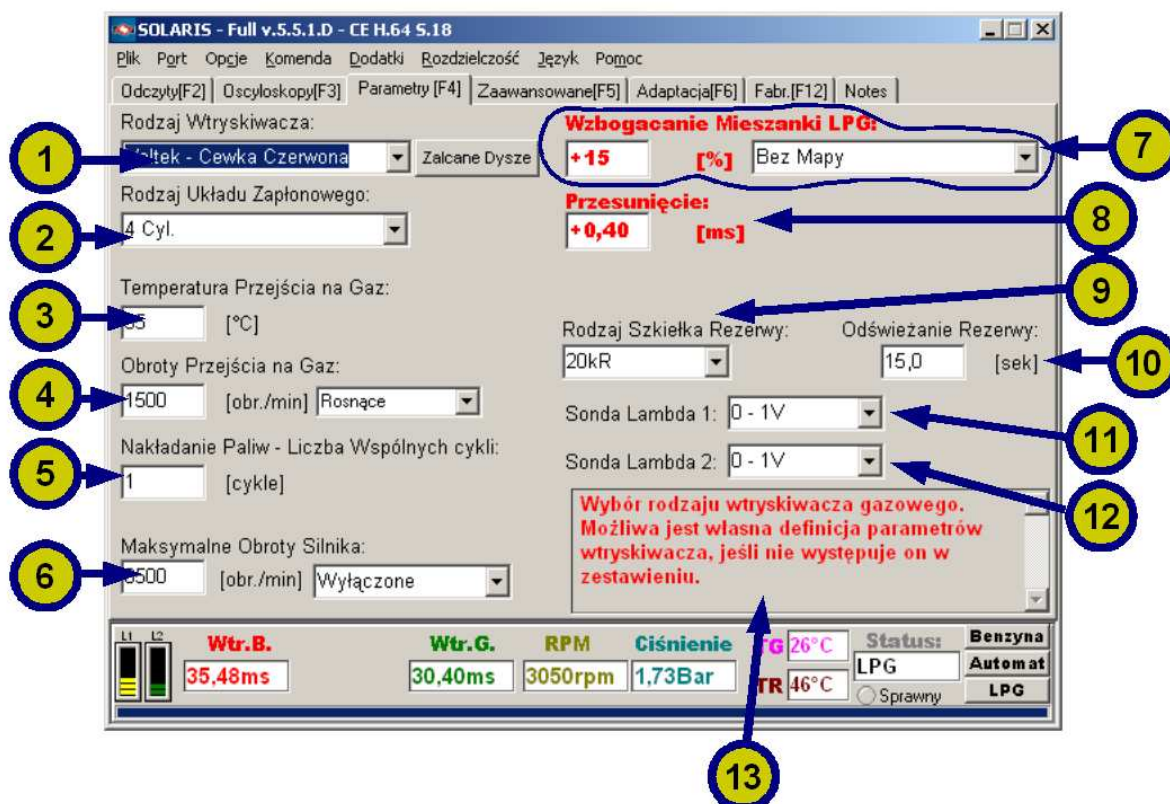 SOLARIS - Full v.5.5.1.D - CE H.64 S.18
Plik Port Opcje Komenda Dodatki Rozdzielczość Język Pomoc
Odczyty[F2] Oscyloskopy[F3] Parametry [F4] Zaawansowane[F5] Adaptacja[F6] Fabr.[F12] Notes
Rodzaj Wtryskiwacza:
Valtek - Cewka Czerwona Zalcane Dysze
1
Rodzaj Układu Zapłonowego:
4 Cyl.
2
Temperatura Przejścia na Gaz:
[°C]
3
Obroty Przejścia na Gaz:
1500 [obr./min] Rosnące
4
Nakładanie Paliw - Liczba Wspólnych cykli:
1 [cykle]
5
Maksymalne Obroty Silnika:
[obr./min] Wyłączone
6
Wzbogacanie Mieszanki LPG:
+15 [%] Bez Mapy
7
Przesunięcie:
+0,40 [ms]
8
9
Rodzaj Szkiełka Rezerwy: Odświeżanie Rezerwy:
20kR 15,0 [sek]
10
Sonda Lambda 1: 0 - 1V
11
Sonda Lambda 2: 0 - 1V
12
Wybór rodzaju wtryskiwacza gazowego.
Możliwa jest własna definicja parametrów
wtryskiwacza, jeśli nie występuje on w
zestawieniu.
L1 L2 Wtr.B. Wtr.G. RPM Ciśnienie TG 26°C Status: Benzyna
35,48ms 30,40ms 3050rpm 1,73Bar TR 46°C LPG Automat
Sprawny LPG
13